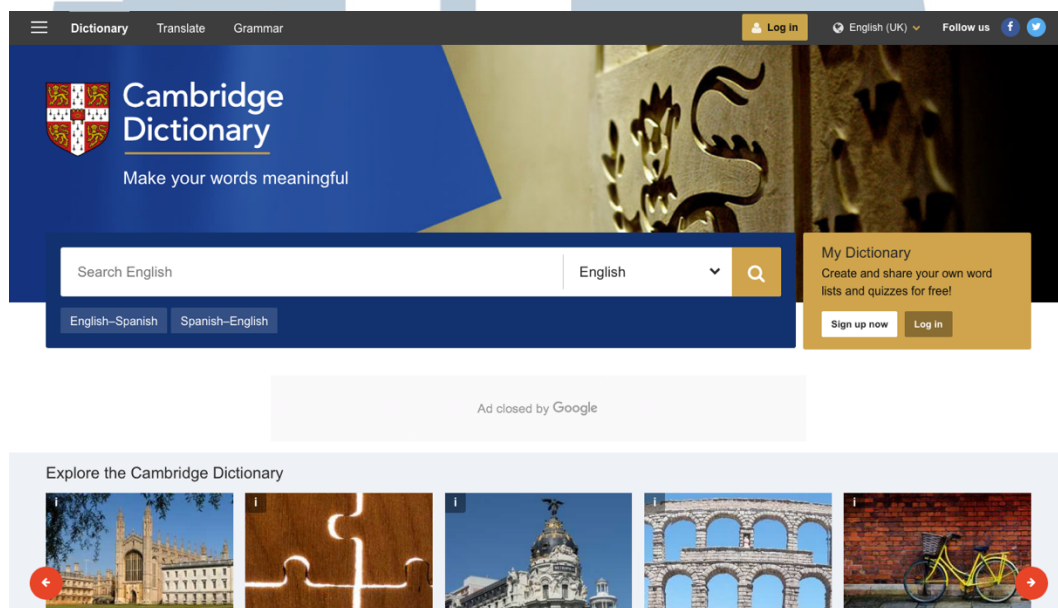 Dictionary Translate Grammar Log in English (UK) Follow us
Cambridge
Dictionary
Make your words meaningful
Search English English
English–Spanish Spanish–English
My Dictionary
Create and share your own word
lists and quizzes for free!
Sign up now Log in
Ad closed by Google
Explore the Cambridge Dictionary
i i i i i